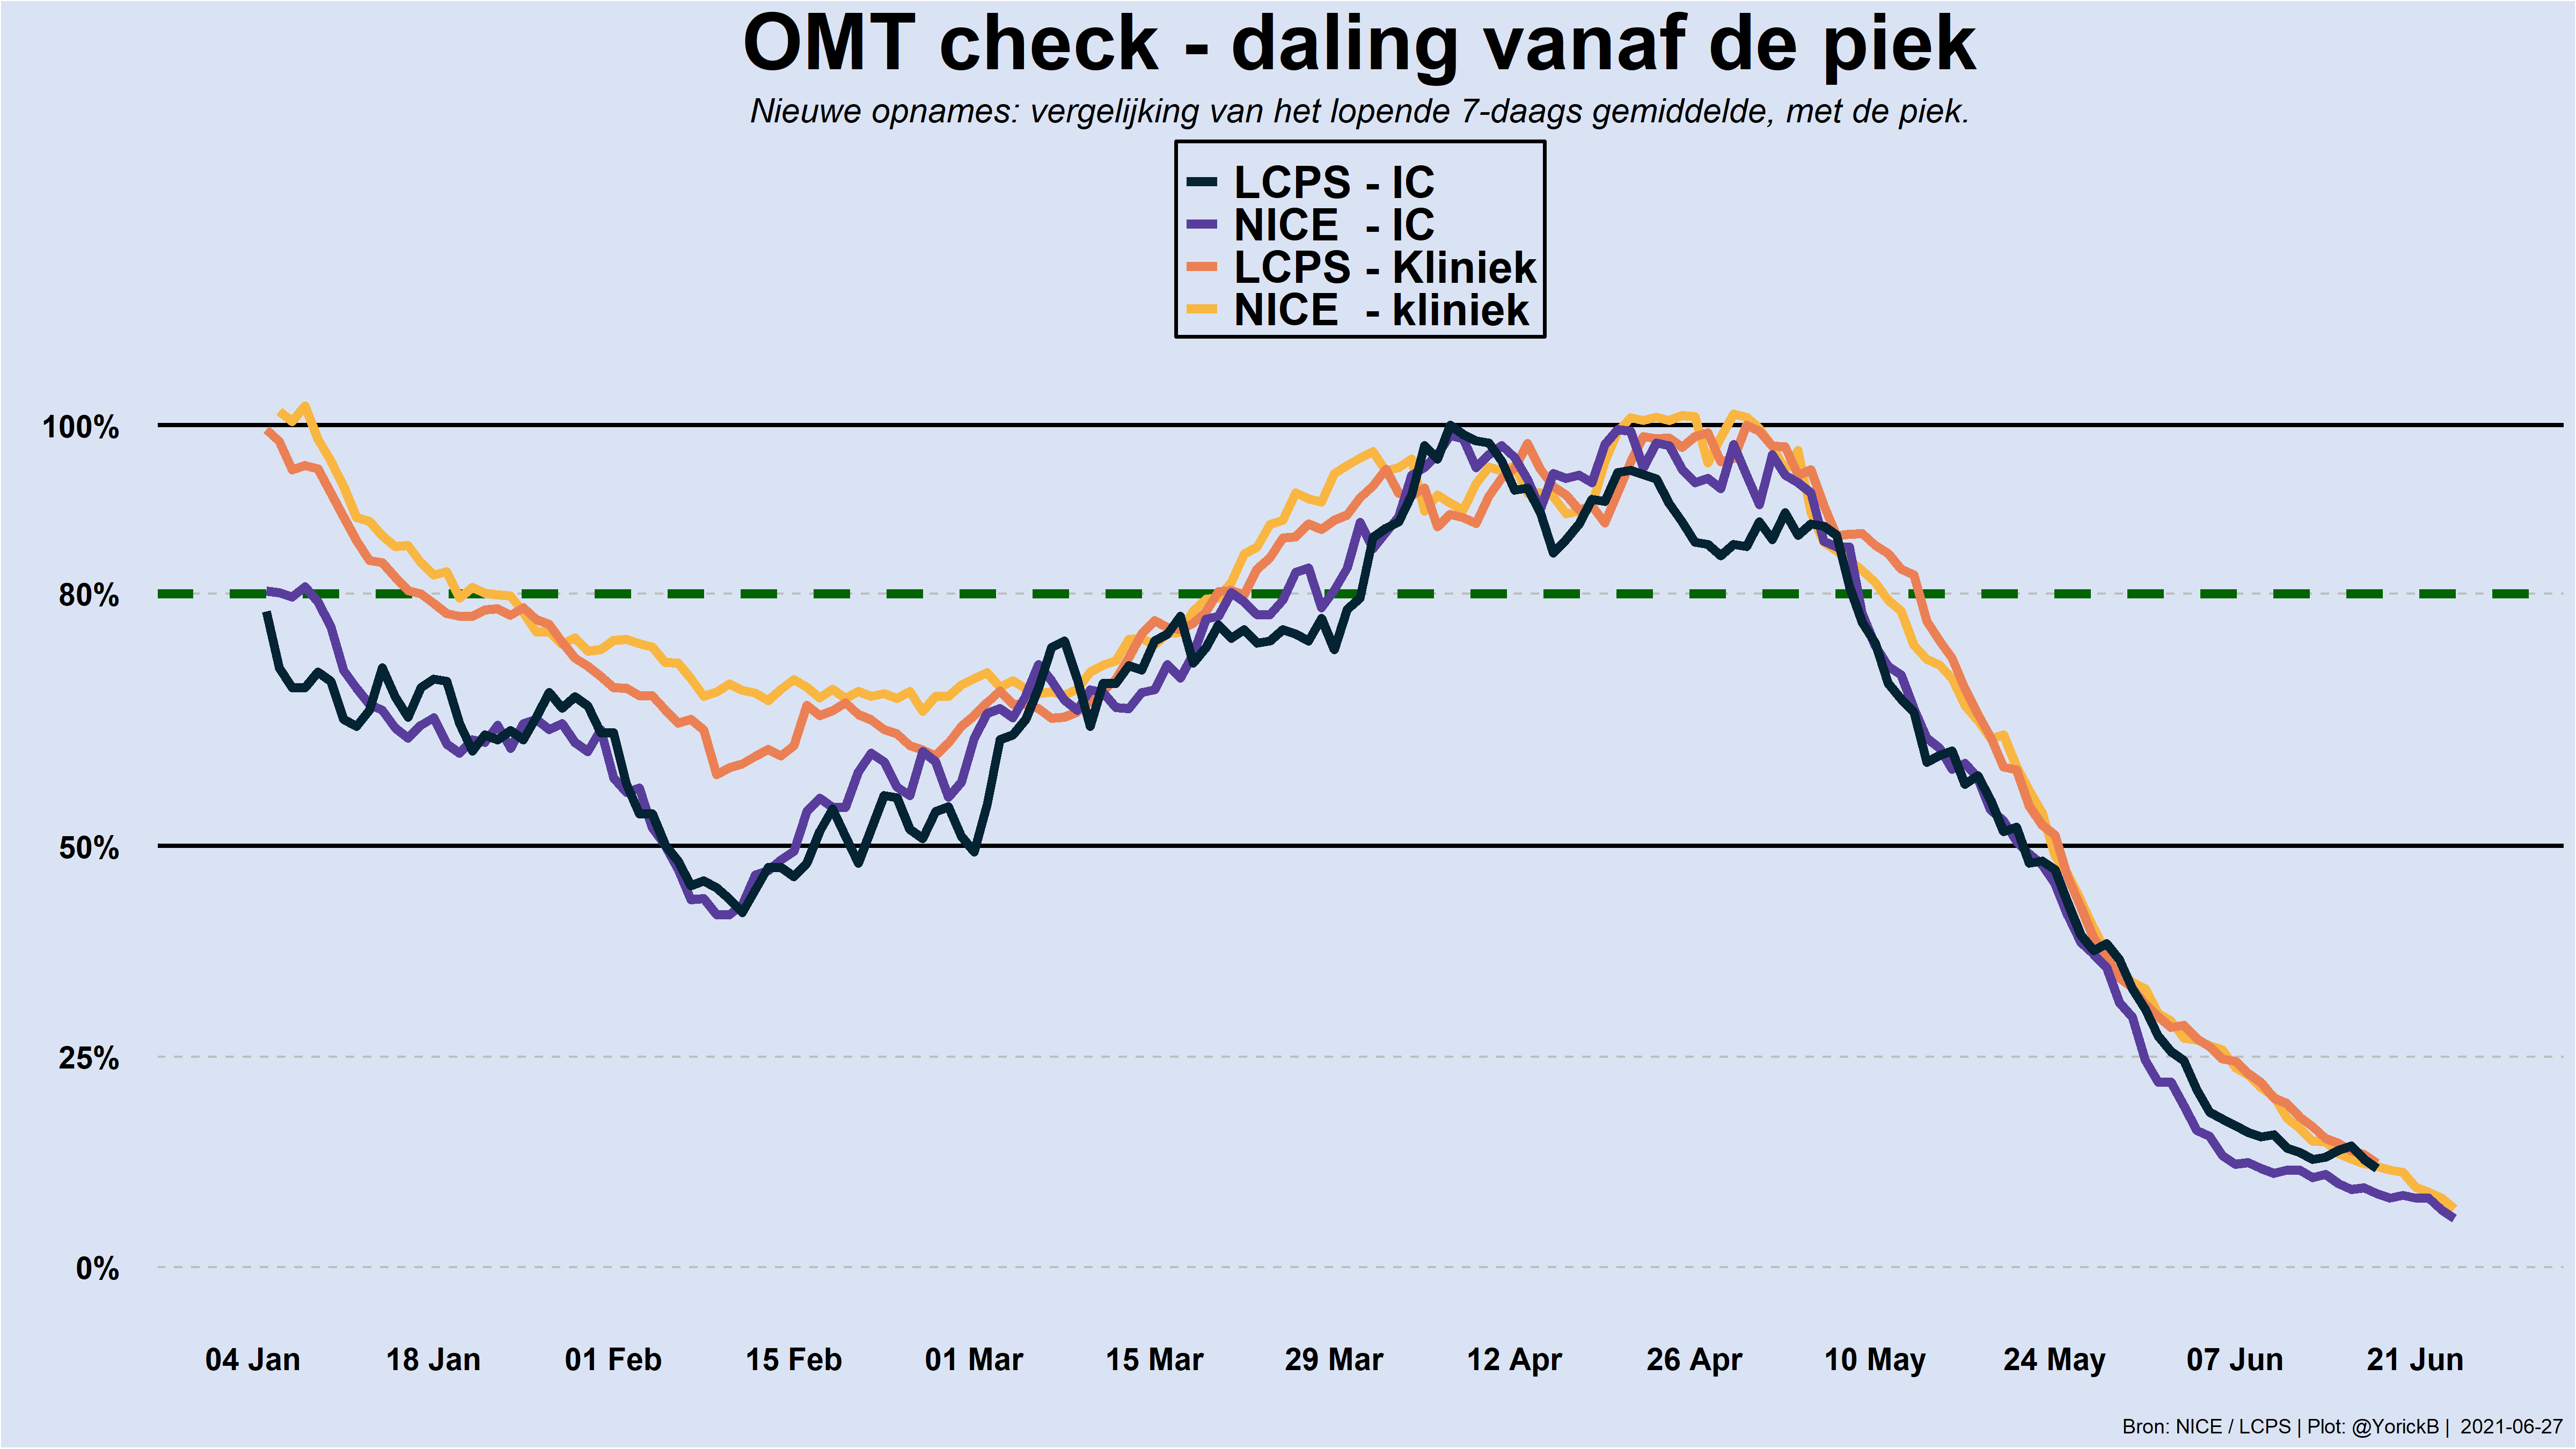 OMT check - daling vanaf de piek
Nieuwe opnames: vergelijking van het lopende 7-daags gemiddelde, met de piek.
LCPS - IC
NICE - IC
LCPS - Kliniek
NICE - kliniek
100%
80%
50%
25%
0%
04 Jan 18 Jan 01 Feb 15 Feb 01 Mar 15 Mar 29 Mar 12 Apr 26 Apr 10 May 24 May 07 Jun 21 Jun
Bron: NICE / LCPS | Plot: @YorickB | 2021-06-27